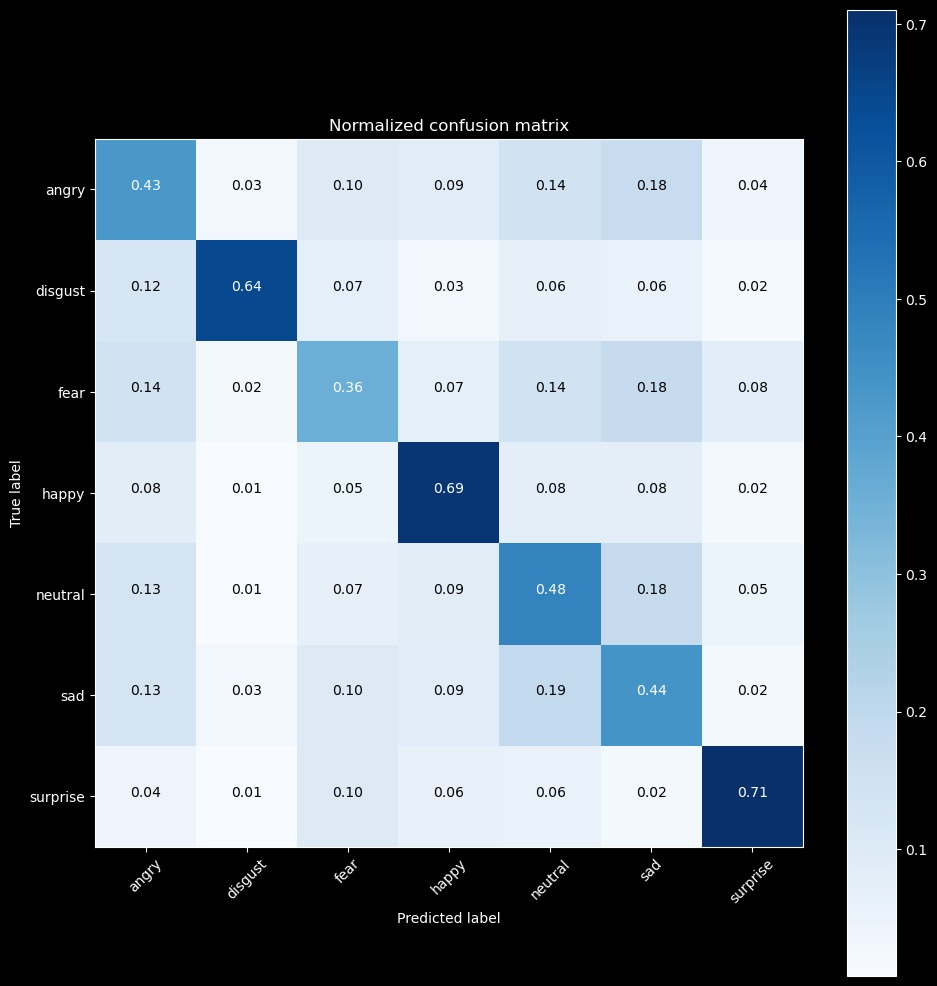 Normalized confusion matrix
0.7
0.6
0.5
0.4
0.3
0.2
0.1
True label
angry 0.43 0.03 0.10 0.09 0.14 0.18 0.04
disgust 0.12 0.64 0.07 0.03 0.06 0.06 0.02
fear 0.14 0.02 0.36 0.07 0.14 0.18 0.08
happy 0.08 0.01 0.05 0.69 0.08 0.08 0.02
neutral 0.13 0.01 0.07 0.09 0.48 0.18 0.05
sad 0.13 0.03 0.10 0.09 0.19 0.44 0.02
surprise 0.04 0.01 0.10 0.06 0.06 0.02 0.71
angry disgust fear happy neutral sad surprise
Predicted label